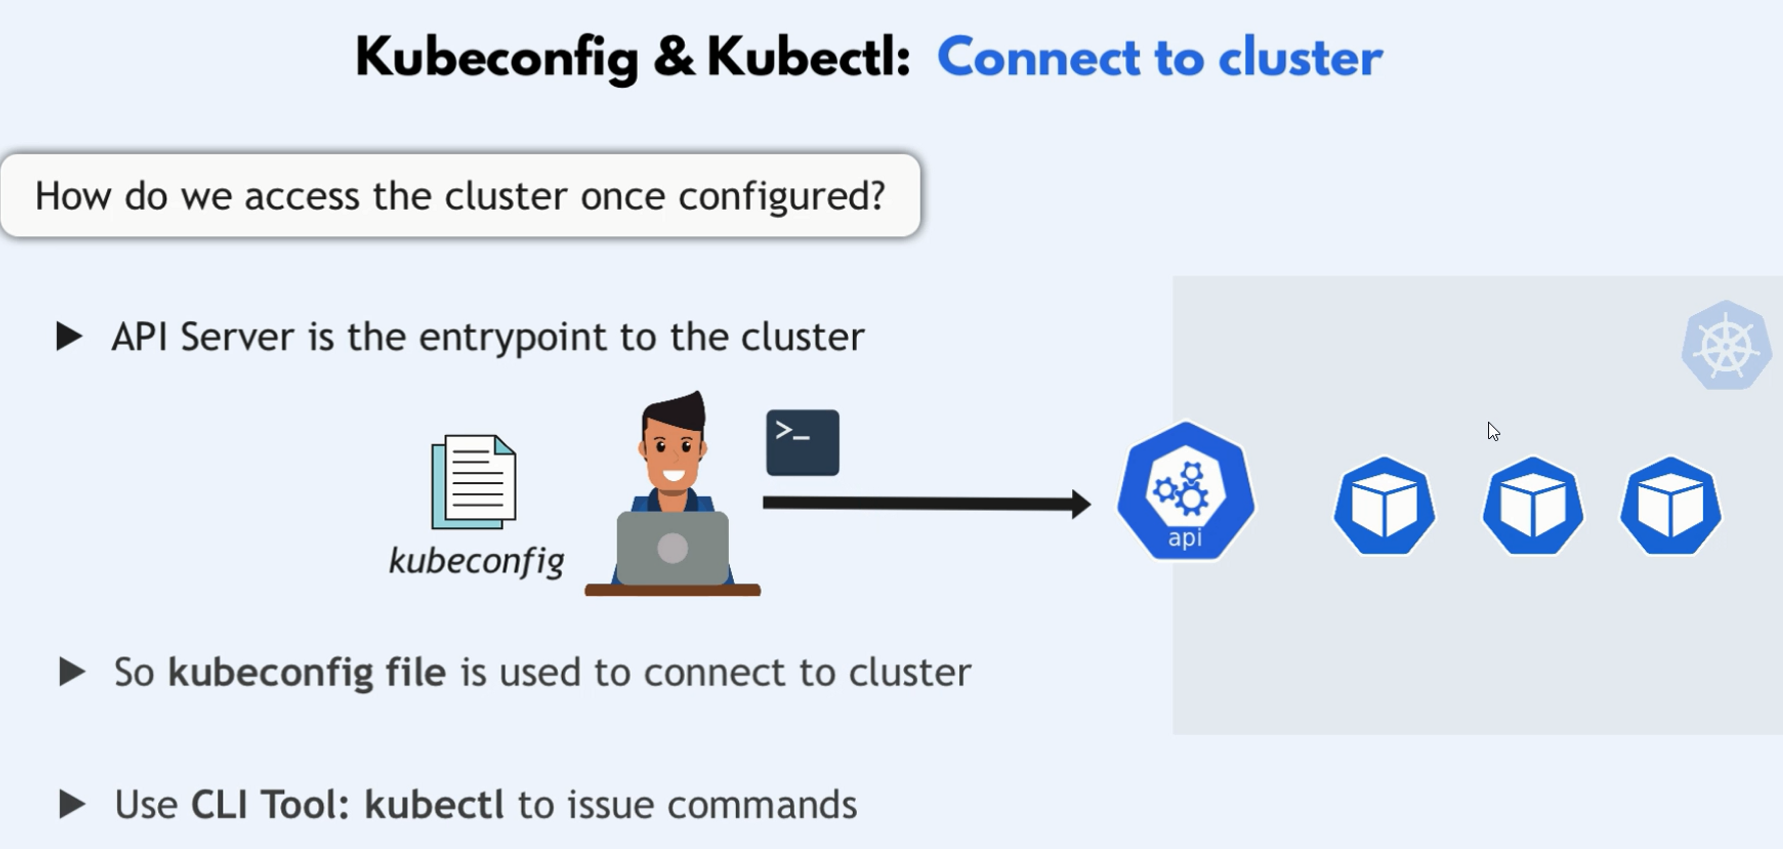 Kubeconfig & Kubectl: Connect to cluster
How do we access the cluster once configured?
API Server is the entrypoint to the cluster
>_
kubeconfig
api
So kubeconfig file is used to connect to cluster
Use CLI Tool: kubectl to issue commands